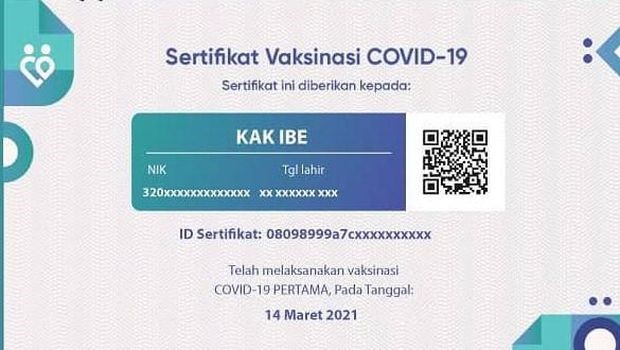 Sertifikat Vaksinasi COVID-19
Sertifikat ini diberikan kepada:
KAK IBE
NIK Tgl lahir
320xxxxxxxxxxxxx xx xxxxxx xxx
ID Sertifikat: 08098999a7cxxxxxxxxxx
Telah melaksanakan vaksinasi
COVID-19 PERTAMA, Pada Tanggal:
14 Maret 2021